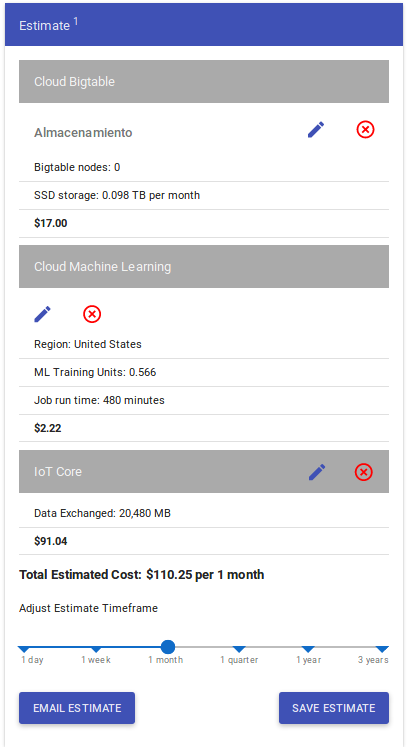 Estimate 1
Cloud Bigtable
Almacenamiento
Bigtable nodes: 0
SSD storage: 0.098 TB per month
$17.00
Cloud Machine Learning
Region: United States
ML Training Units: 0.566
Job run time: 480 minutes
$2.22
IoT Core
Data Exchanged: 20,480 MB
$91.04
Total Estimated Cost: $110.25 per 1 month
Adjust Estimate Timeframe
1 day 1 week 1 month 1 quarter 1 year 3 years
EMAIL ESTIMATE SAVE ESTIMATE